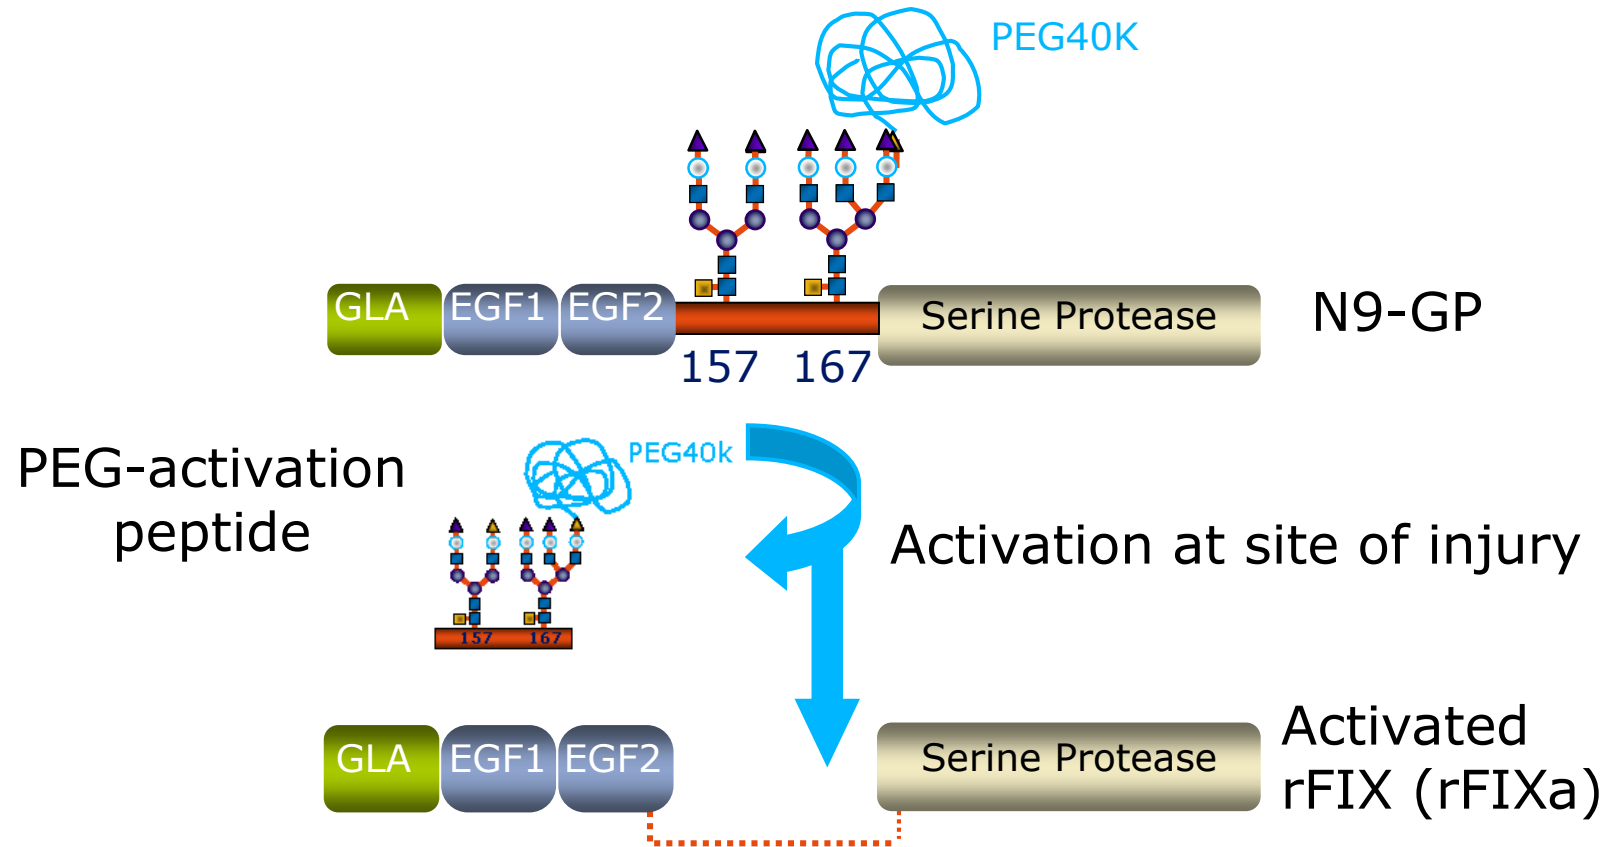 PEG40K
GLA EGF1 EGF2 Serine Protease N9-GP
157 167
PEG-activation
peptide
PEG40k
Activation at site of injury
157 167
GLA EGF1 EGF2 Serine Protease
Activated
rFIX (rFIXa)